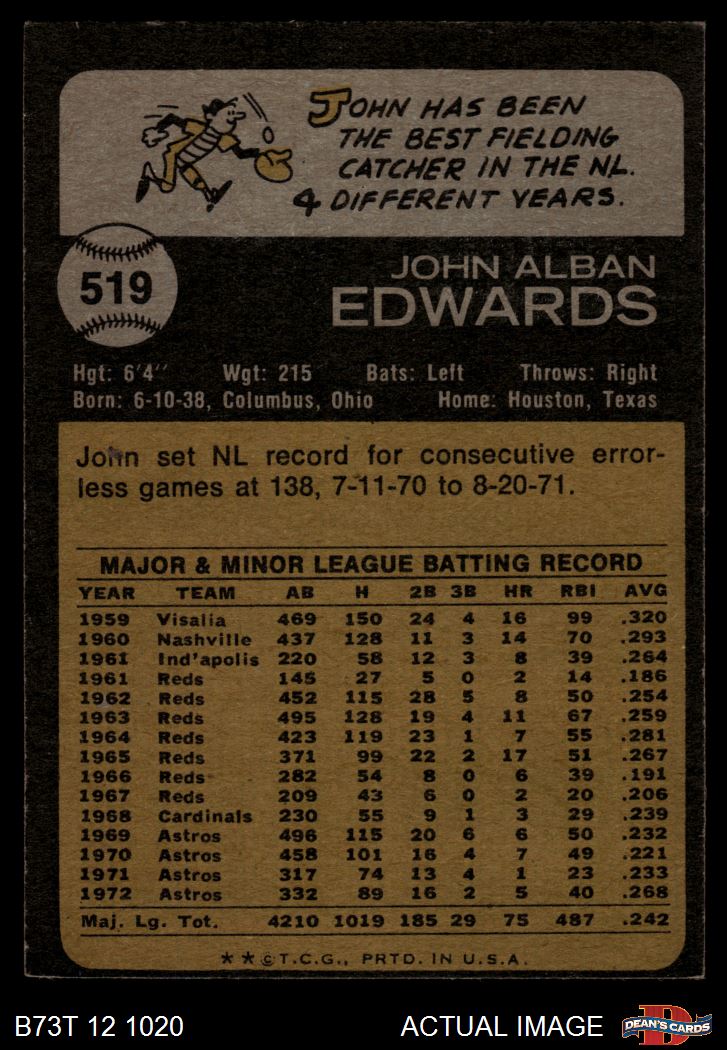 JOHN HAS BEEN
THE BEST FIELDING
CATCHER IN THE NL.
4 DIFFERENT YEARS.
519
JOHN ALBAN
EDWARDS
Hgt: 6'4" Wgt: 215 Bats: Left Throws: Right
Born: 6-10-38, Columbus, Ohio Home: Houston, Texas
John set NL record for consecutive error-
less games at 138, 7-11-70 to 8-20-71.
MAJOR & MINOR LEAGUE BATTING RECORD
YEAR TEAM AB H 2B 3B HR RBI AVG
1959 Visalia 469 150 24 4 16 99 .320
1960 Nashville 437 128 11 3 14 70 .293
1961 Ind'apolis 220 58 12 3 8 39 .264
1961 Reds 145 27 5 0 2 14 .186
1962 Reds 452 115 28 5 8 50 .254
1963 Reds 495 128 19 4 11 67 .259
1964 Reds 423 119 23 1 7 55 .281
1965 Reds 371 99 22 2 17 51 .267
1966 Reds 282 54 8 0 6 39 .191
1967 Reds 209 43 6 0 2 20 .206
1968 Cardinals 230 55 9 1 3 29 .239
1969 Astros 496 115 20 6 6 50 .232
1970 Astros 458 101 16 4 7 49 .221
1971 Astros 317 74 13 4 1 23 .233
1972 Astros 332 89 16 2 5 40 .268
Maj. Lg. Tot. 4210 1019 185 29 75 487 .242
* * © T.C.G., PRTD. IN U.S.A.
B73T 12 1020 ACTUAL IMAGE D DEAN'S CARDS